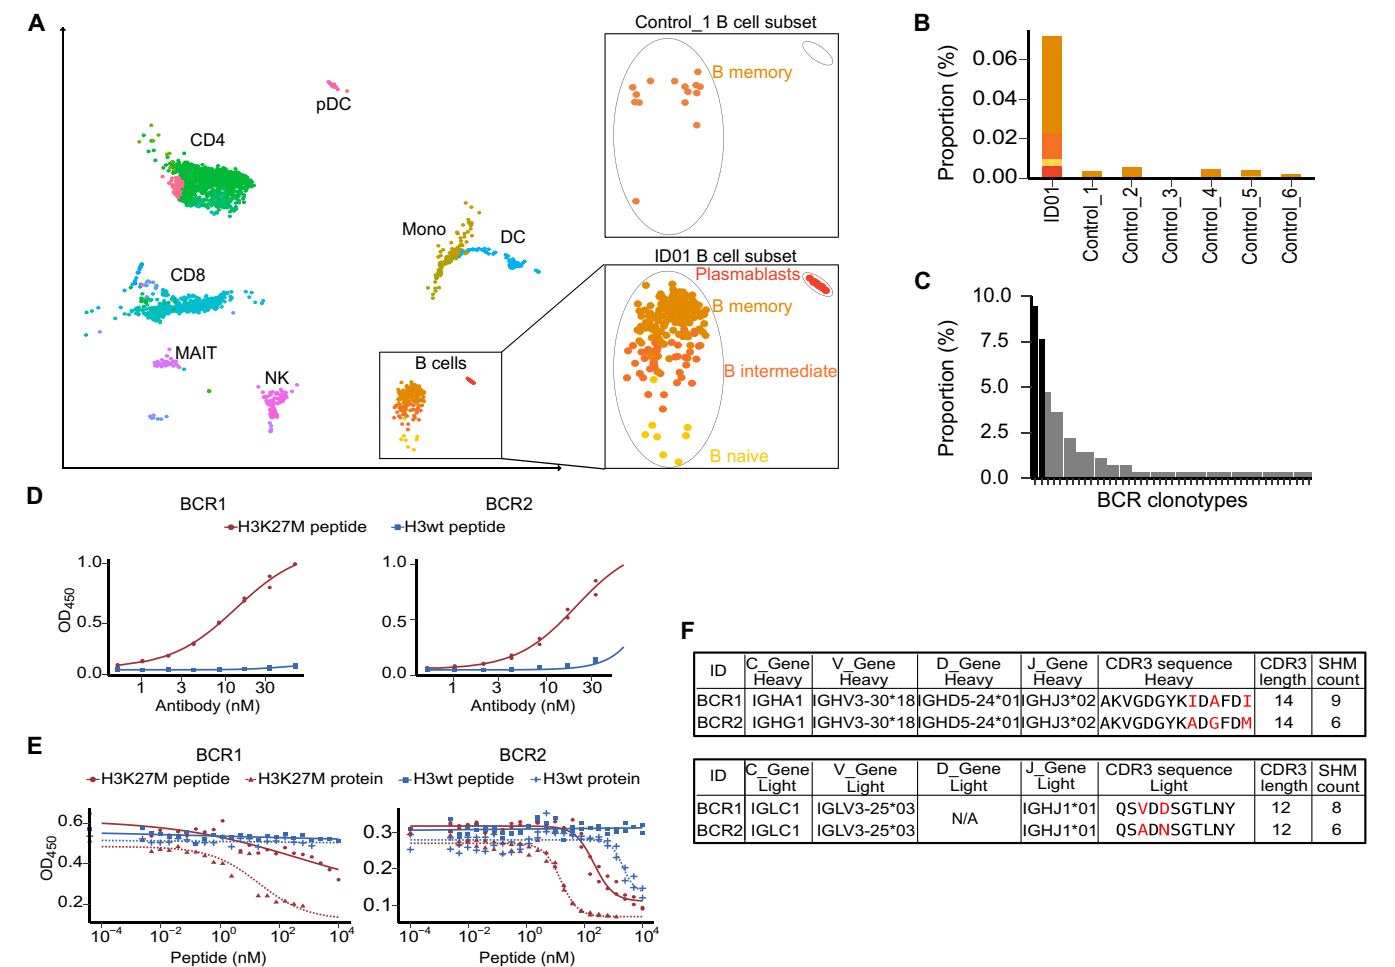 A
pDC
CD4
CD8
MAIT
NK
Mono
DC
B cells
Control_1 B cell subset
B memory
ID01 B cell subset
Plasmablasts
B memory
B intermediate
B naive
B
Proportion (%)
0.06
0.04
0.02
0.00
ID01
Control_1
Control_2
Control_3
Control_4
Control_5
Control_6
C
Proportion (%)
10.0
7.5
5.0
2.5
0.0
BCR clonotypes
D
BCR1
BCR2
H3K27M peptide
H3wt peptide
OD450
1.0
0.5
0.0
1 3 10 30
Antibody (nM)
1.0
0.5
0.0
1 3 10 30
Antibody (nM)
E
BCR1
BCR2
H3K27M peptide
H3K27M protein
H3wt peptide
H3wt protein
OD450
0.6
0.4
0.2
10−4 10−2 100 102 104
Peptide (nM)
0.3
0.2
0.1
10−4 10−2 100 102 104
Peptide (nM)
F
ID C_Gene Heavy V_Gene Heavy D_Gene Heavy J_Gene Heavy CDR3 sequence Heavy CDR3 length SHM count
BCR1 IGHA1 IGHV3-30*18 IGHD5-24*01 IGHJ3*02 AKVGDGYKIDAFDI 14 9
BCR2 IGHG1 IGHV3-30*18 IGHD5-24*01 IGHJ3*02 AKVGDGYKADGFDM 14 6
ID C_Gene Light V_Gene Light D_Gene Light J_Gene Light CDR3 sequence Light CDR3 length SHM count
BCR1 IGLC1 IGLV3-25*03 N/A IGHJ1*01 QSVDDSGTLNY 12 8
BCR2 IGLC1 IGLV3-25*03 IGHJ1*01 QSADNSGTLNY 12 6